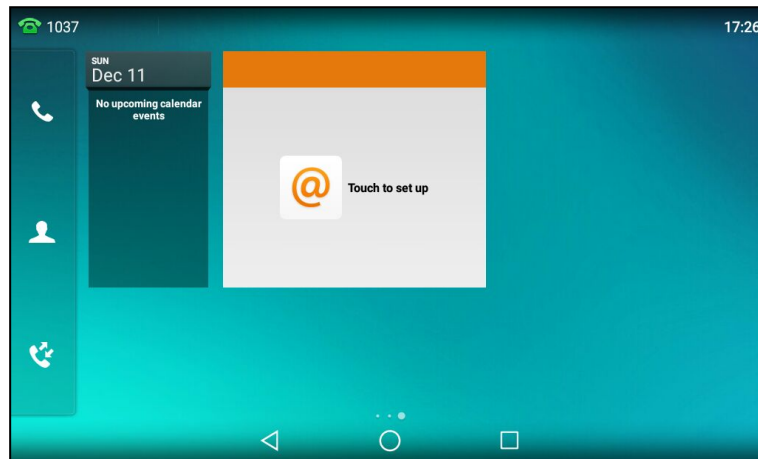 1037
17:26
SUN
Dec 11
No upcoming calendar
events
@
Touch to set up